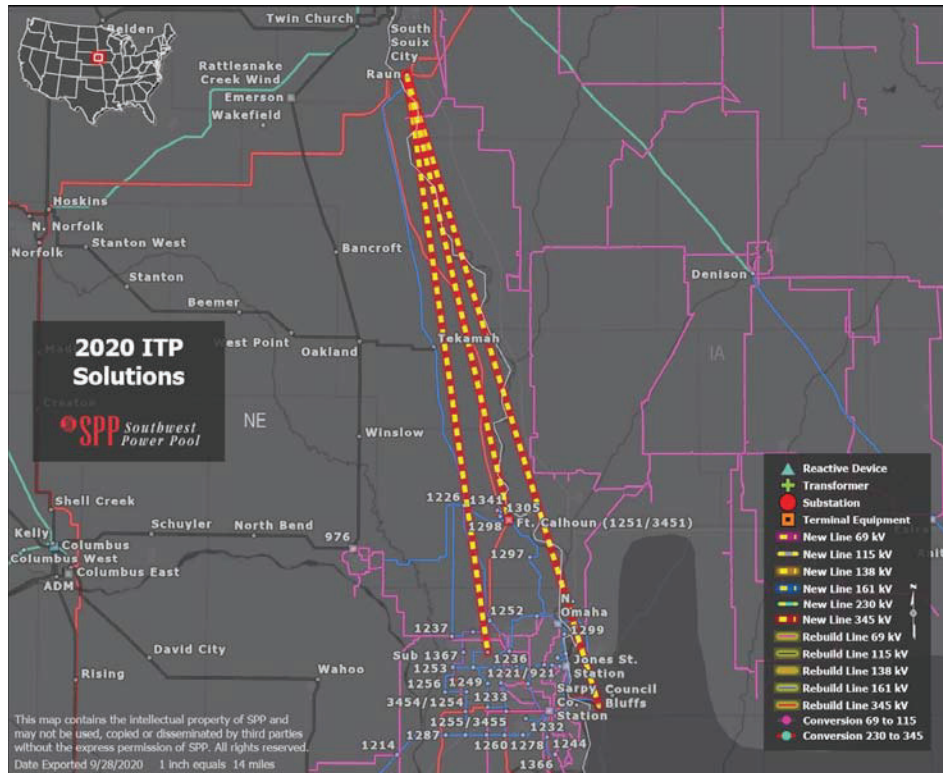 Belden
Twin Church
South
Souix
City
Raun
Rattlesnake
Creek Wind
Emerson
Wakefield
Hoskins
N. Norfolk
Norfolk
Stanton West
Bancroft
Denison
Stanton
Beemer
West Point
Oakland
Tekamah
2020 ITP
Solutions
SPP Southwest
Power Pool
NE
IA
Winslow
Shell Creek
1226
1341
1305
1298
Ft. Calhoun (1251/3451)
Kelly
Schuyler
North Bend
976
1297
Columbus
Columbus West
Columbus East
ADM
N.
Omaha
1252
1299
1237
David City
Sub 1367
1236
Jones St.
Station
1253
1221/921
Wahoo
Rising
1256
1249
Sarpy
Co.
Station
Council
Bluffs
1233
3454/1254
1255/3455
1232
1287
1214
1260
1278
1244
1366
Reactive Device
Transformer
Substation
Terminal Equipment
New Line 69 kV
New Line 115 kV
New Line 138 kV
New Line 161 kV
New Line 230 kV
New Line 345 kV
Rebuild Line 69 kV
Rebuild Line 115 kV
Rebuild Line 138 kV
Rebuild Line 161 kV
Rebuild Line 345 kV
Conversion 69 to 115
Conversion 230 to 345
N
This map contains the intellectual property of SPP and
may not be used, copied or disseminated by third parties
without the express permission of SPP. All rights reserved.
Date Exported 9/28/2020 1 inch equals 14 miles